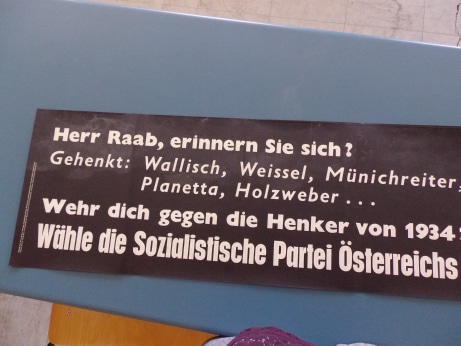 Herr Raab, erinnern Sie sich?
Gehenkt: Wallisch, Weissel, Münichreiter,
Planetta, Holzweber ...
Wehr dich gegen die Henker von 1934
Wähle die Sozialistische Partei Österreichs